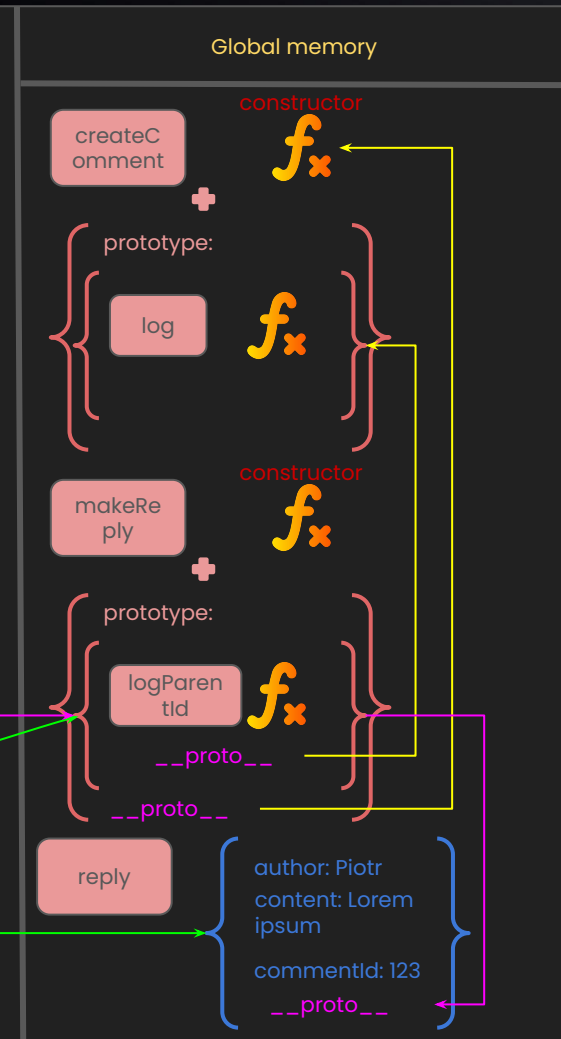 Global memory
constructor
createC
omment
prototype:
log
constructor
makeRe
ply
prototype:
logParen
tId
__proto__
__proto__
reply
author: Piotr
content: Lorem
ipsum
commentId: 123
__proto__